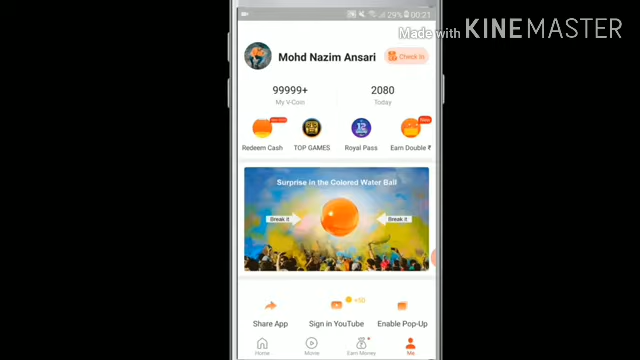 29% 00:21
Made with KINEMASTER
Mohd Nazim Ansari
Check In
99999+
2080
My V-Coin
Today
Redeem Cash
TOP GAMES
Royal Pass
Earn Double ₹
Surprise in the Colored Water Ball
Break it
Break it
+50
Share App
Sign in YouTube
Enable Pop-Up
Home
Movie
Earn Money
Me